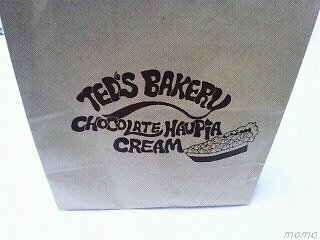 TED'S BAKERY
CHOCOLATE HAUPIA
CREAM
momo